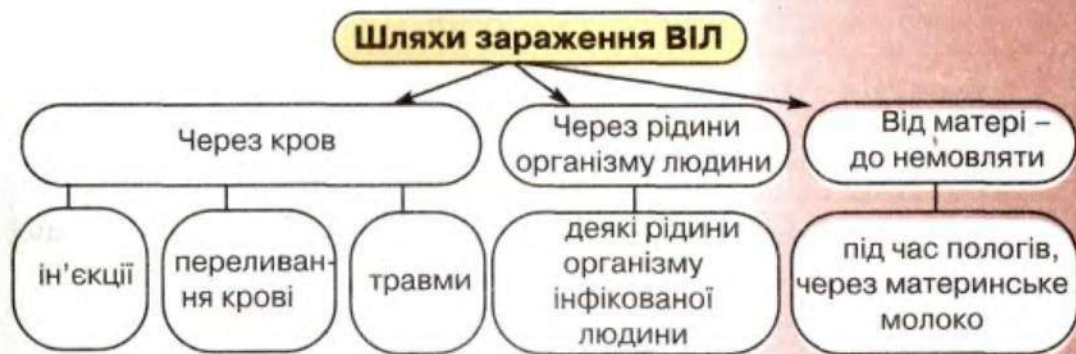 Шляхи зараження ВІЛ
Через кров
Через рідини
організму людини
Від матері –
до немовляти
ін’єкції
переливан-
ня крові
травми
деякі рідини
організму
інфікованої
людини
під час пологів,
через материнське
молоко